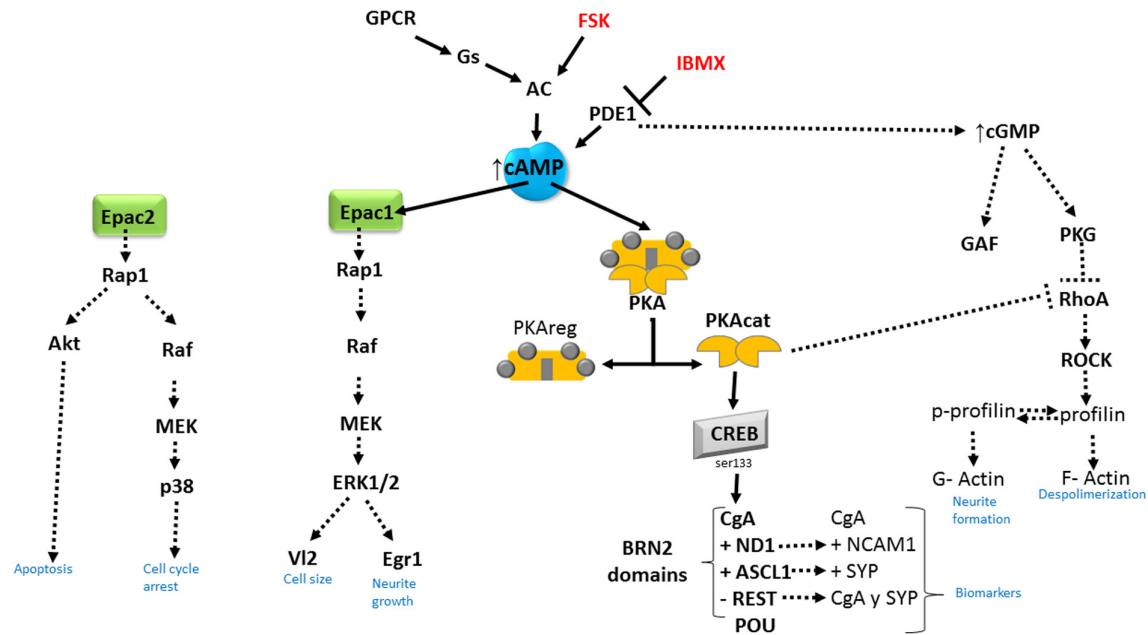 GPCR
FSK
Gs
IBMX
AC
PDE1
↑cGMP
↑cAMP
Epac2
Epac1
GAF
PKG
Rap1
Rap1
PKA
RhoA
Akt
Raf
Raf
PKAreg
PKAcat
ROCK
MEK
MEK
CREB
ser133
p-profilin
profilin
p38
ERK1/2
G- Actin
F- Actin
Neurite
formation
Despolimerization
Vl2
Cell size
Egr1
Neurite
growth
Apoptosis
Cell cycle
arrest
BRN2
domains
CgA
CgA
+ ND1
+ NCAM1
+ ASCL1
+ SYP
- REST
CgA y SYP
POU
Biomarkers